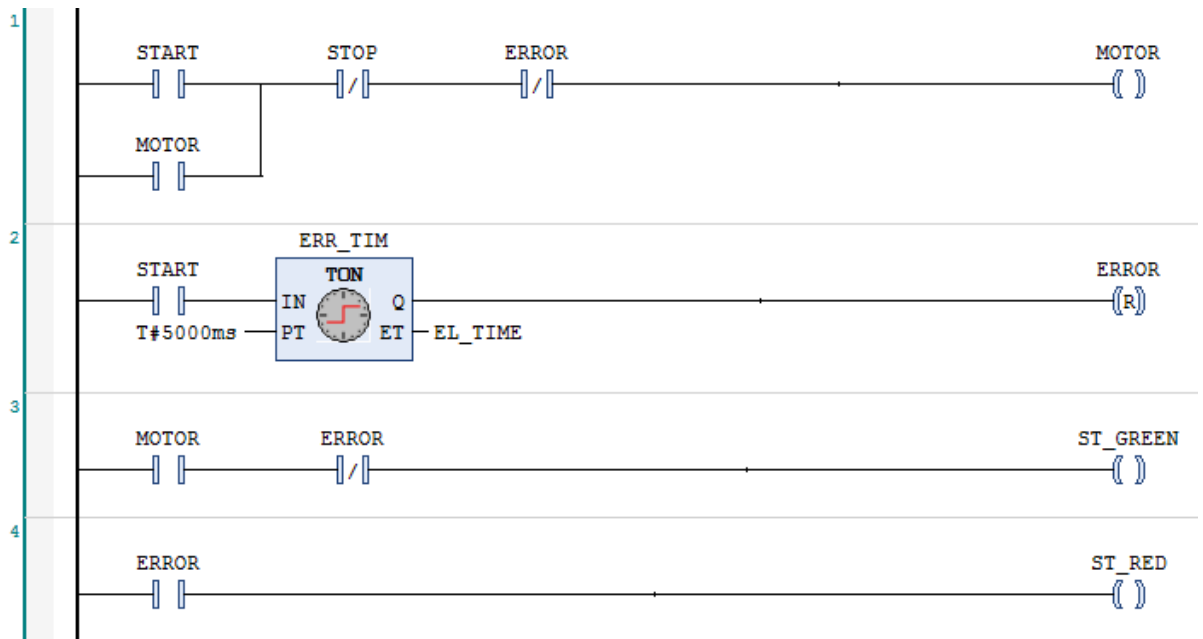 1
START STOP ERROR MOTOR
MOTOR
2
ERR_TIM
START TON ERROR
IN Q R
T#5000ms PT ET EL_TIME
3
MOTOR ERROR ST_GREEN
4
ERROR ST_RED